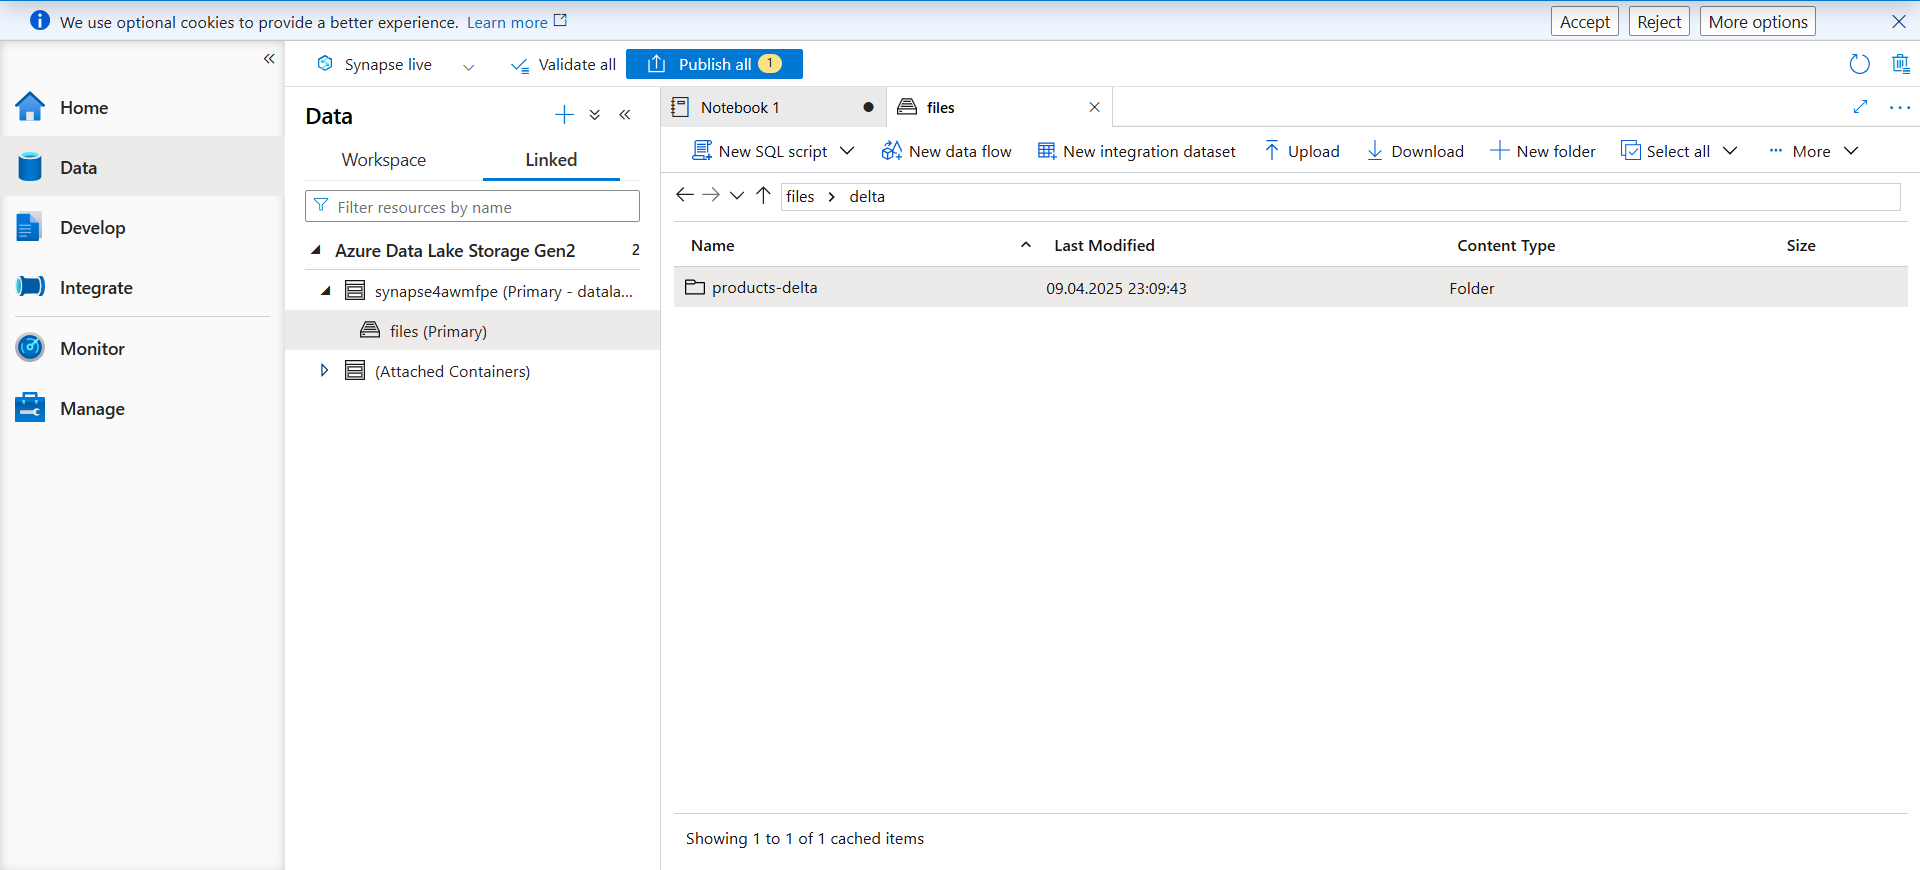 We use optional cookies to provide a better experience. Learn more
Accept
Reject
More options
Synapse live
Validate all
Publish all 1
Home
Data
Develop
Integrate
Monitor
Manage
Data
Workspace
Linked
Filter resources by name
Azure Data Lake Storage Gen2 2
synapse4awmfpe (Primary - datala...
files (Primary)
(Attached Containers)
Notebook 1
files
New SQL script
New data flow
New integration dataset
Upload
Download
New folder
Select all
More
files > delta
Name
Last Modified
Content Type
Size
products-delta
09.04.2025 23:09:43
Folder
Showing 1 to 1 of 1 cached items